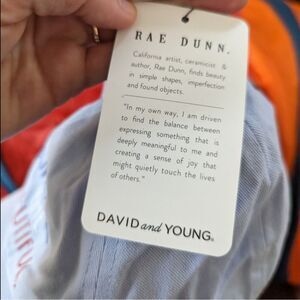 RAE DUNN.
California artist, ceramicist &
author, Rae Dunn, finds beauty
in simple shapes, imperfection
and found objects.
"In my own way, I am driven
to find the balance between
expressing something that is
deeply meaningful to me and
creating a sense of joy that
might quietly touch the lives
of others."
DAVID and YOUNG®